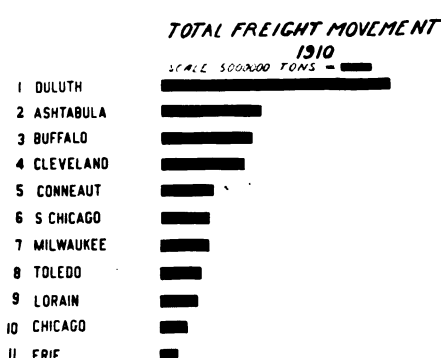 TOTAL FREIGHT MOVEMENT
1910
SCALE 5000000 TONS =
1 DULUTH
2 ASHTABULA
3 BUFFALO
4 CLEVELAND
5 CONNEAUT
6 S CHICAGO
7 MILWAUKEE
8 TOLEDO
9 LORAIN
10 CHICAGO
11 ERIE